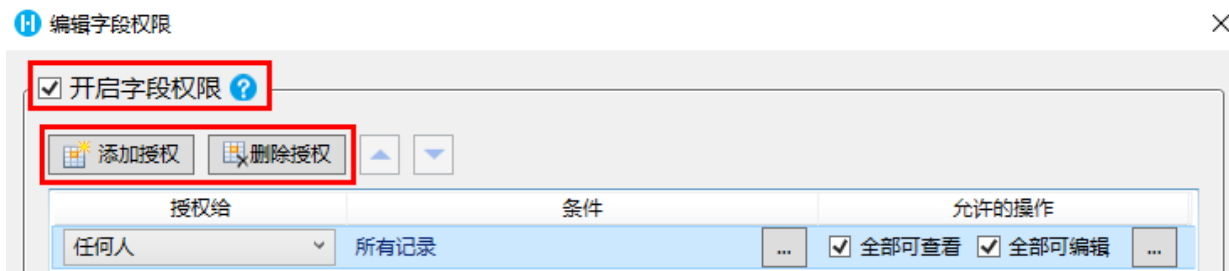 编辑字段权限
开启字段权限 ?
添加授权 删除授权
授权给 条件 允许的操作
任何人 所有记录 ... 全部可查看 全部可编辑 ...